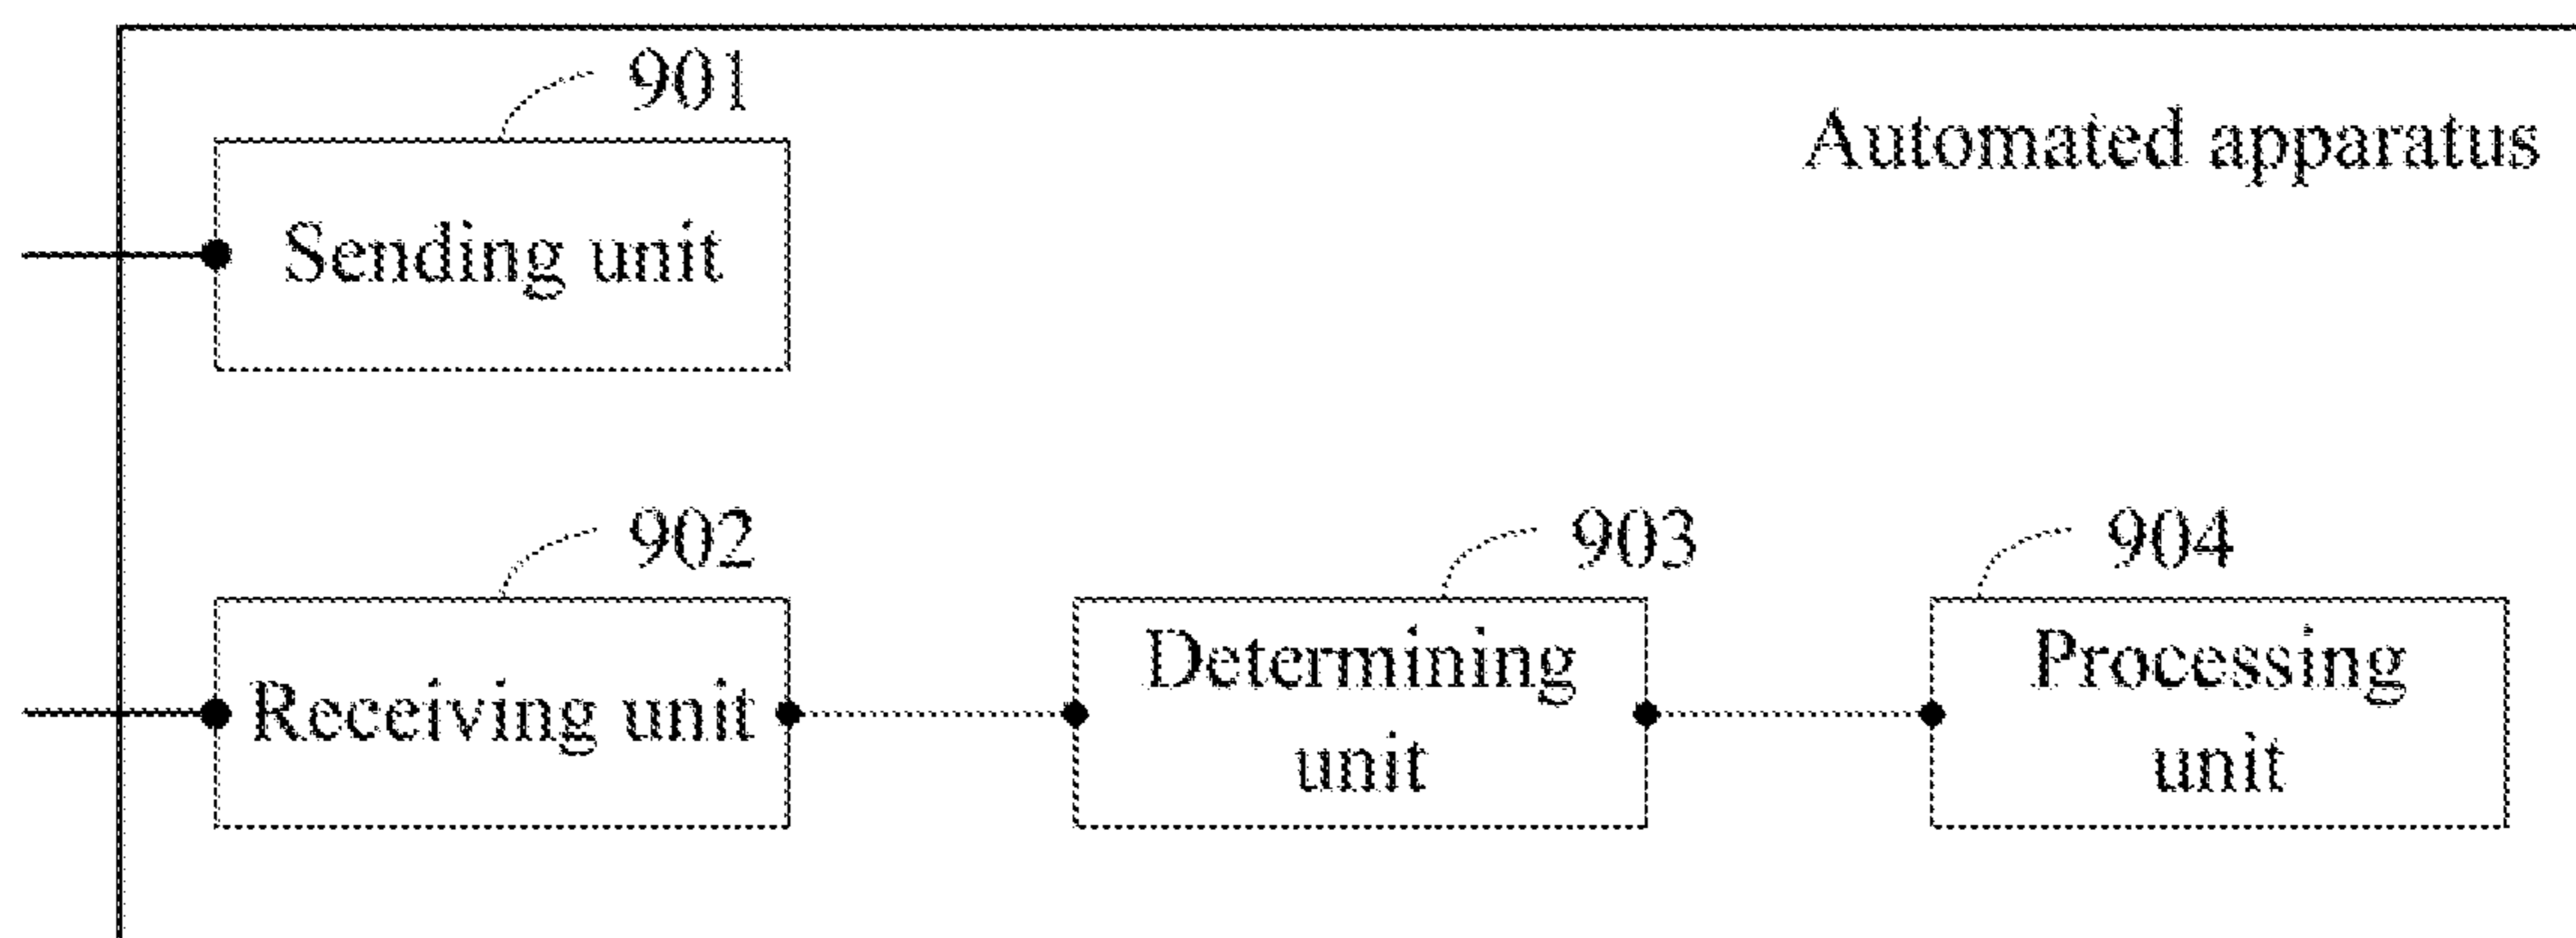 901
Automated apparatus
Sending unit
902
903
904
Receiving unit
Determining
unit
Processing
unit